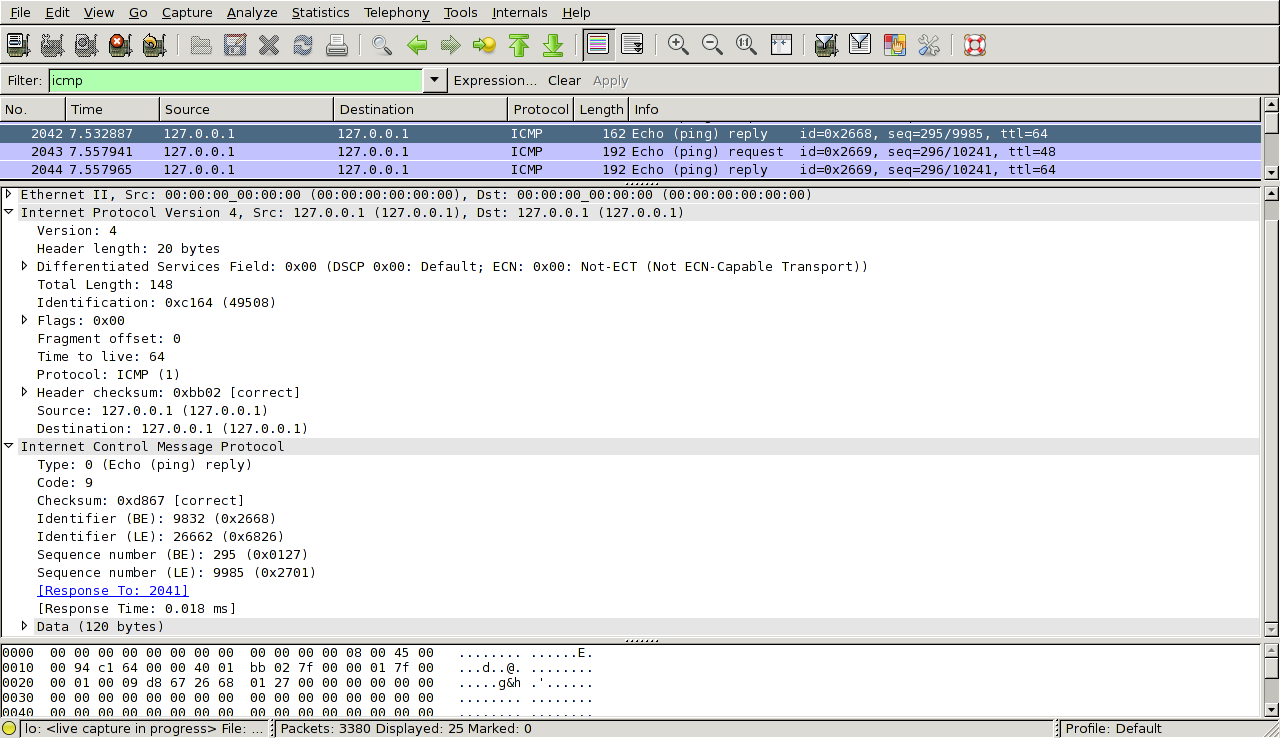 File Edit View Go Capture Analyze Statistics Telephony Tools Internals Help
Filter: icmp Expression... Clear Apply
No. Time Source Destination Protocol Length Info
2042 7.532887 127.0.0.1 127.0.0.1 ICMP 162 Echo (ping) reply id=0x2668, seq=295/9985, ttl=64
2043 7.557941 127.0.0.1 127.0.0.1 ICMP 192 Echo (ping) request id=0x2669, seq=296/10241, ttl=48
2044 7.557965 127.0.0.1 127.0.0.1 ICMP 192 Echo (ping) reply id=0x2669, seq=296/10241, ttl=64
Ethernet II, Src: 00:00:00_00:00:00 (00:00:00:00:00:00), Dst: 00:00:00_00:00:00 (00:00:00:00:00:00)
Internet Protocol Version 4, Src: 127.0.0.1 (127.0.0.1), Dst: 127.0.0.1 (127.0.0.1)
Version: 4
Header length: 20 bytes
Differentiated Services Field: 0x00 (DSCP 0x00: Default; ECN: 0x00: Not-ECT (Not ECN-Capable Transport))
Total Length: 148
Identification: 0xc164 (49508)
Flags: 0x00
Fragment offset: 0
Time to live: 64
Protocol: ICMP (1)
Header checksum: 0xbb02 [correct]
Source: 127.0.0.1 (127.0.0.1)
Destination: 127.0.0.1 (127.0.0.1)
Internet Control Message Protocol
Type: 0 (Echo (ping) reply)
Code: 9
Checksum: 0xd867 [correct]
Identifier (BE): 9832 (0x2668)
Identifier (LE): 26662 (0x6826)
Sequence number (BE): 295 (0x0127)
Sequence number (LE): 9985 (0x2701)
[Response To: 2041]
[Response Time: 0.018 ms]
Data (120 bytes)
0000 00 00 00 00 00 00 00 00 00 00 00 00 08 00 45 00 ........ ......E.
0010 00 94 c1 64 00 00 40 01 bb 02 7f 00 00 01 7f 00 ...d..@. ........
0020 00 01 00 09 d8 67 26 68 01 27 00 00 00 00 00 00 .....g&h .'......
0030 00 00 00 00 00 00 00 00 00 00 00 00 00 00 00 00 ........ ........
0040 00 00 00 00 00 00 00 00 00 00 00 00 00 00 00 00 ........ ........
lo: <live capture in progress> File: ... Packets: 3380 Displayed: 25 Marked: 0 Profile: Default